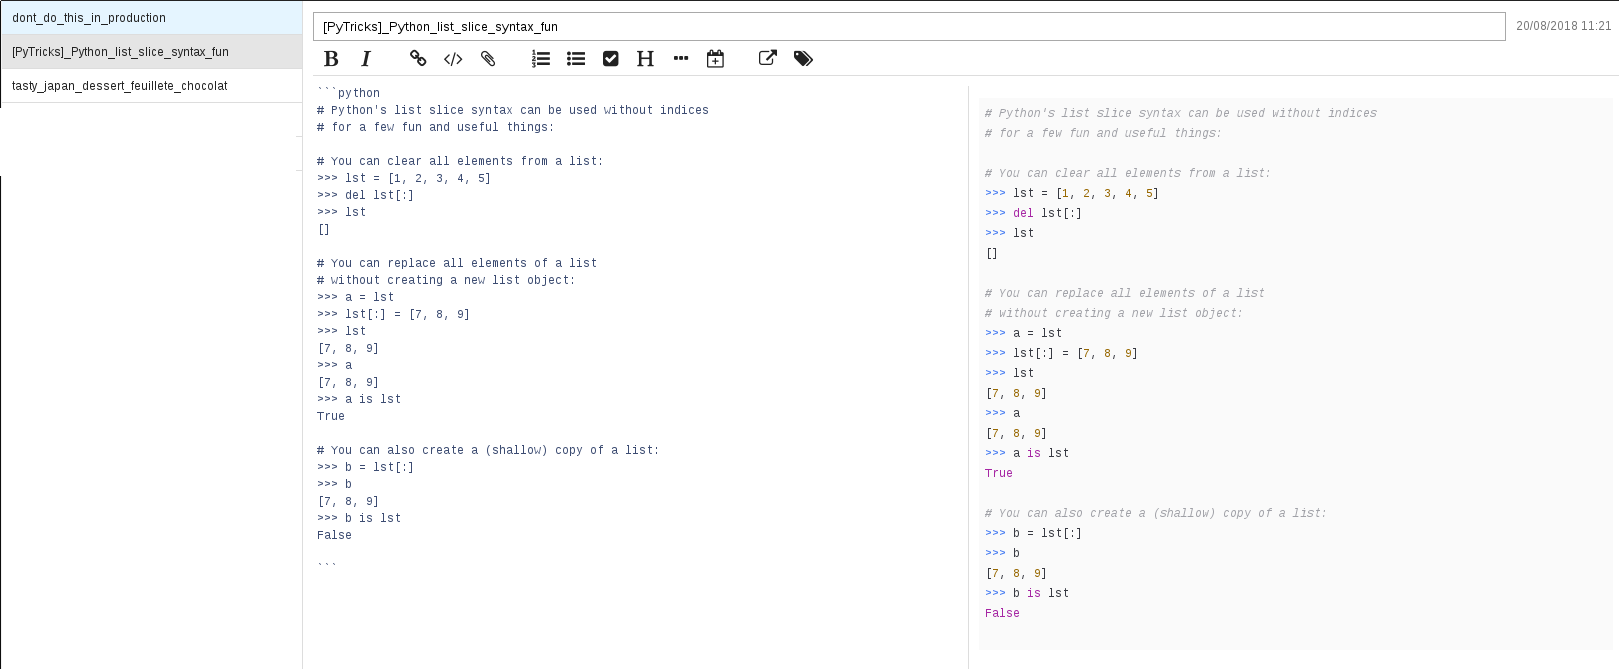 dont_do_this_in_production
[PyTricks]_Python_list_slice_syntax_fun
tasty_japan_dessert_feuillete_chocolat
[PyTricks]_Python_list_slice_syntax_fun
20/08/2018 11:21
B I </> H
```python
# Python's list slice syntax can be used without indices
# for a few fun and useful things:
# You can clear all elements from a list:
>>> lst = [1, 2, 3, 4, 5]
>>> del lst[:]
>>> lst
[]
# You can replace all elements of a list
# without creating a new list object:
>>> a = lst
>>> lst[:] = [7, 8, 9]
>>> lst
[7, 8, 9]
>>> a
[7, 8, 9]
>>> a is lst
True
# You can also create a (shallow) copy of a list:
>>> b = lst[:]
>>> b
[7, 8, 9]
>>> b is lst
False
```
# Python's list slice syntax can be used without indices
# for a few fun and useful things:
# You can clear all elements from a list:
>>> lst = [1, 2, 3, 4, 5]
>>> del lst[:]
>>> lst
[]
# You can replace all elements of a list
# without creating a new list object:
>>> a = lst
>>> lst[:] = [7, 8, 9]
>>> lst
[7, 8, 9]
>>> a
[7, 8, 9]
>>> a is lst
True
# You can also create a (shallow) copy of a list:
>>> b = lst[:]
>>> b
[7, 8, 9]
>>> b is lst
False